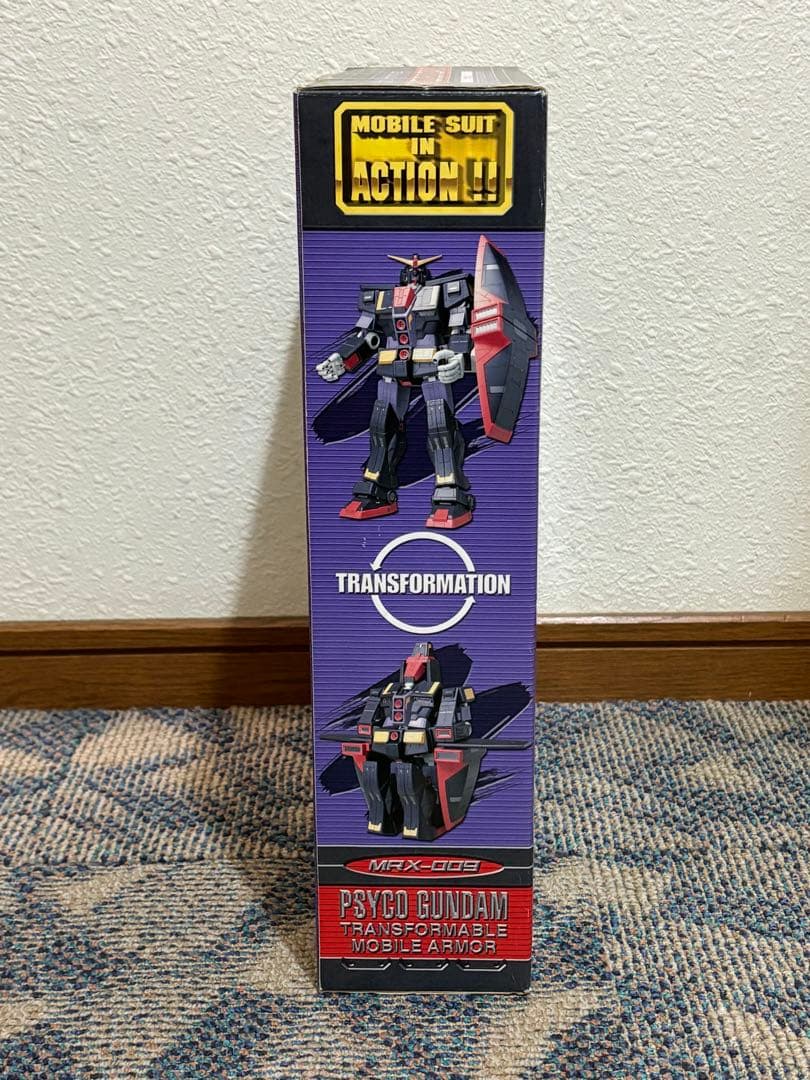 MOBILE SUIT
IN
ACTION !!
TRANSFORMATION
MRX-009
PSYCO GUNDAM
TRANSFORMABLE
MOBILE ARMOR